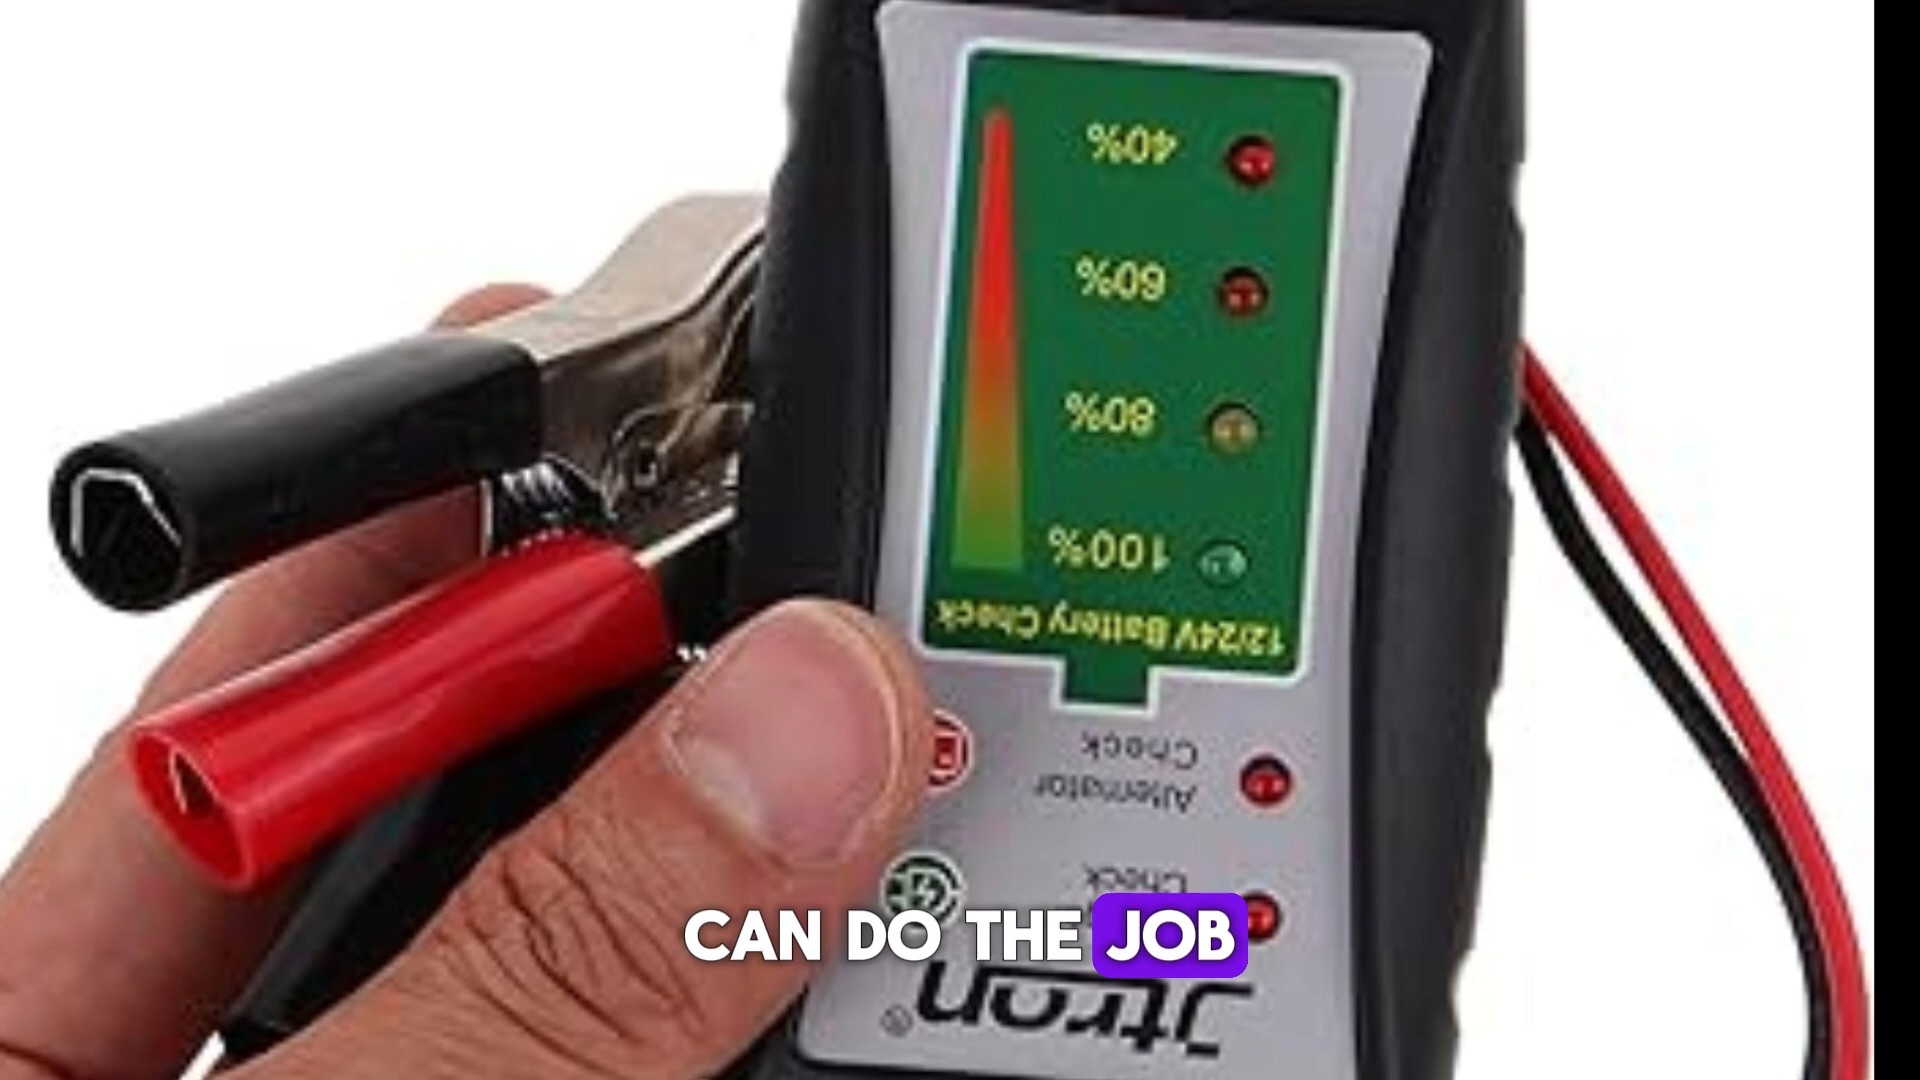 40%
60%
80%
100%
12/24V Battery Check
Alternator
Check
Check
CAN DO THE JOB
Jtron®